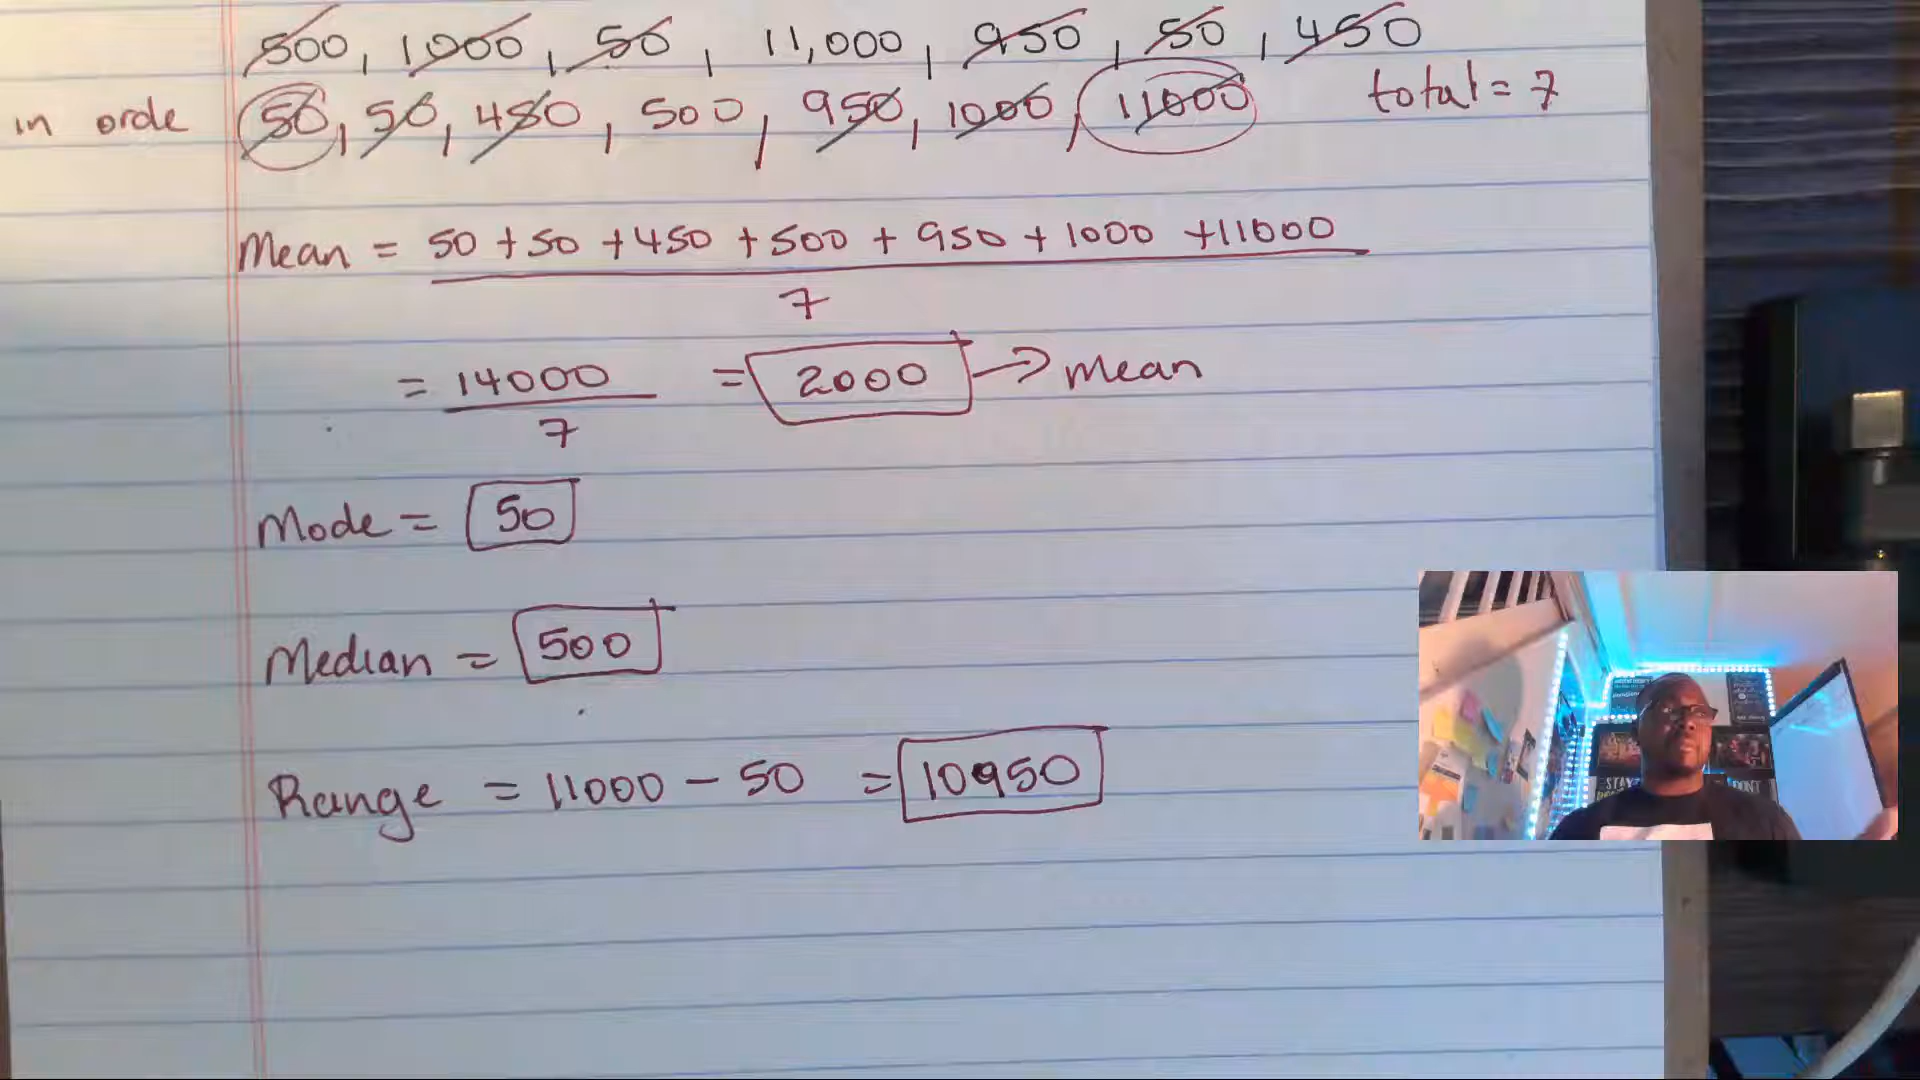 500, 1000, 50, 11,000, 950, 50, 450
in orde 50, 50, 450, 500, 950, 1000, 11000 total = 7
Mean = 50 + 50 + 450 + 500 + 950 + 1000 + 11000
7
= 14000 = 2000 → mean
7
Mode = 50
Median = 500
Range = 11000 - 50 = 10950